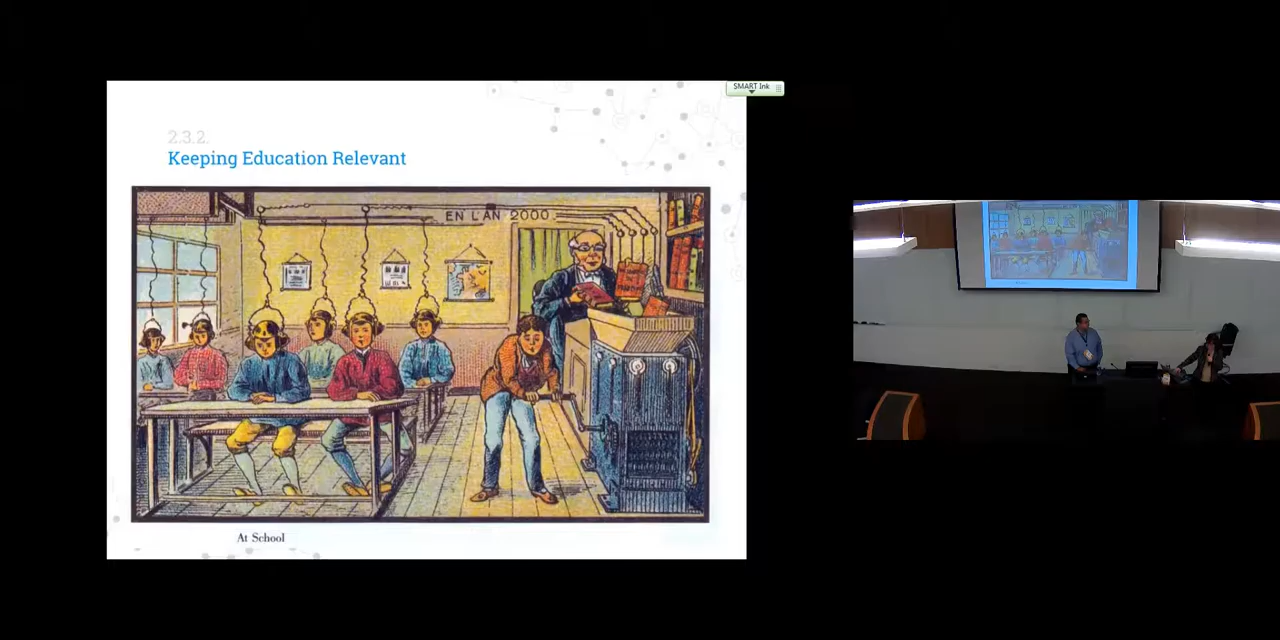 SMART Ink
2.3.2.
Keeping Education Relevant
EN L'AN 2000
At School